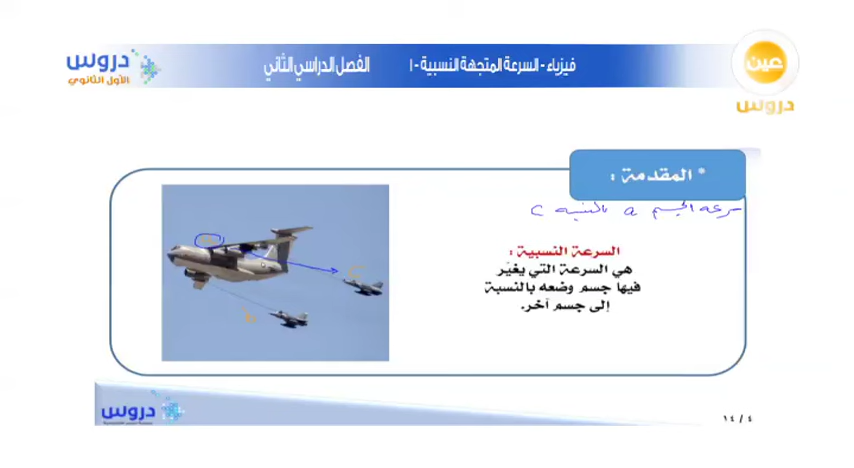 دروس
الأول الثانوي
فيزياء - السرعة المتجهة النسبية - ١
الفصل الدراسي الثاني
عين
دروس
المقدمة :
سرعة الجسم a بالنسبة c
السرعة النسبية :
هي السرعة التي يغيّر
فيها جسم وضعه بالنسبة
إلى جسم آخر.
c
b
دروس
١٤ / ٤